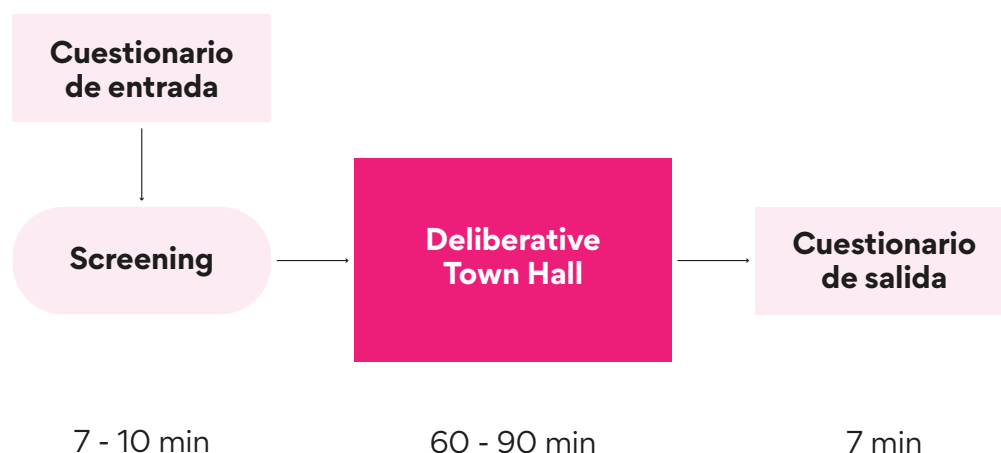 Cuestionario
de entrada
Screening
Deliberative
Town Hall
Cuestionario
de salida
7 - 10 min
60 - 90 min
7 min